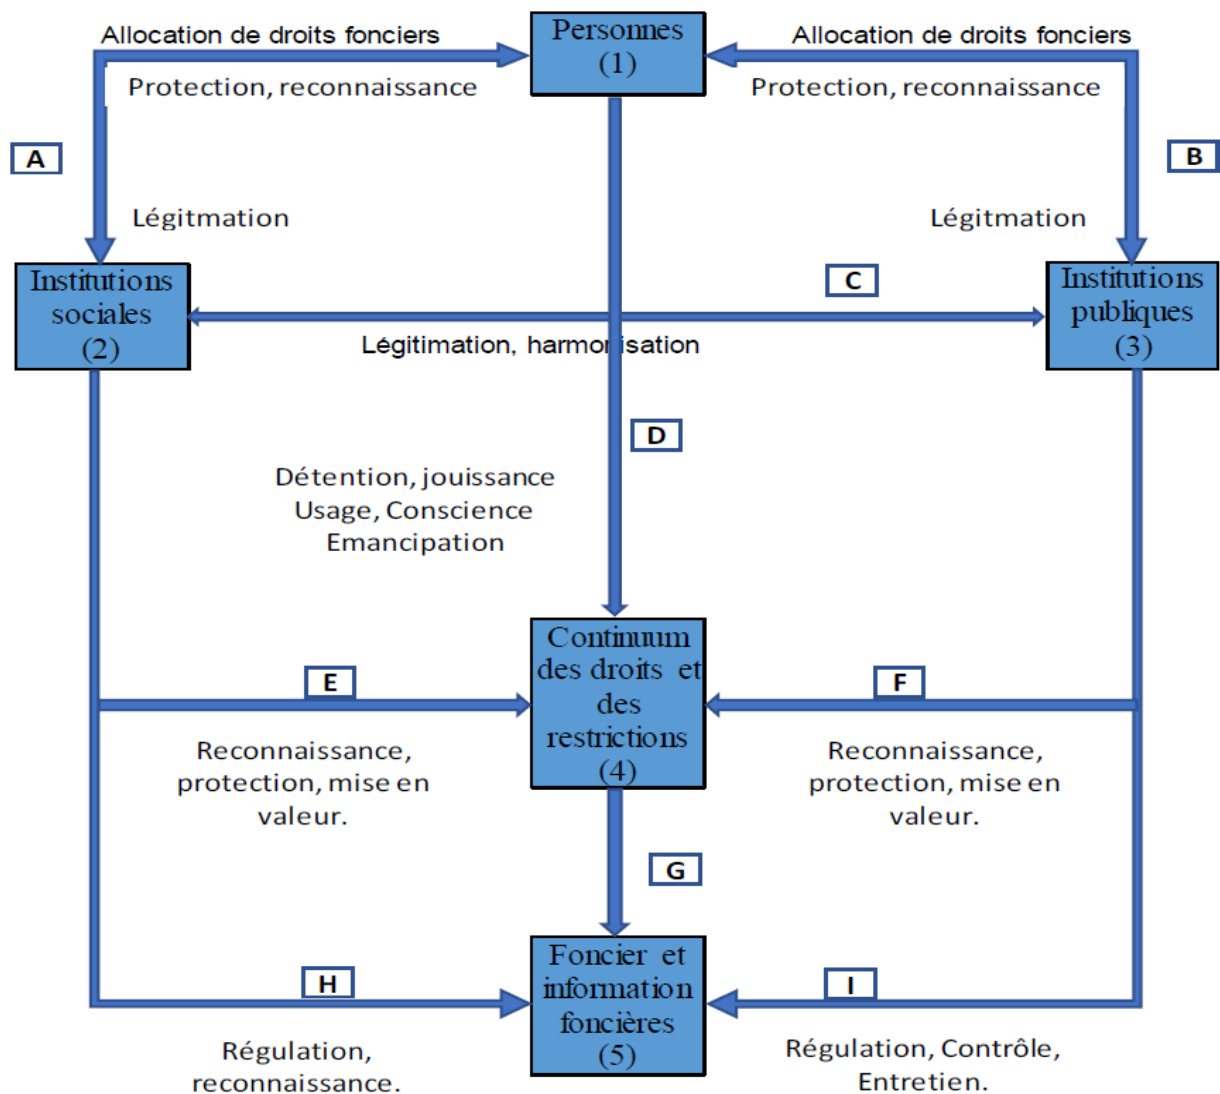 Allocation de droits fonciers
Personnes
(1)
Allocation de droits fonciers
Protection, reconnaissance
Protection, reconnaissance
A
B
Légitmation
Légitmation
Institutions
sociales
(2)
C
Institutions
publiques
(3)
Légitimation, harmonisation
D
Détention, jouissance
Usage, Conscience
Emancipation
Continuum
des droits et
des
restrictions
(4)
E
F
Reconnaissance,
protection, mise en
valeur.
Reconnaissance,
protection, mise en
valeur.
G
Foncier et
information
foncières
(5)
H
I
Régulation,
reconnaissance.
Régulation, Contrôle,
Entretien.